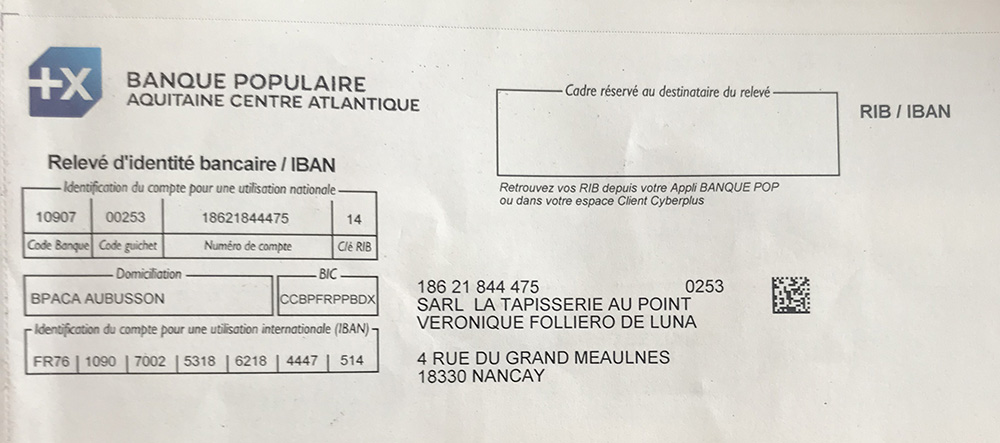 +X
BANQUE POPULAIRE
AQUITAINE CENTRE ATLANTIQUE
Cadre réservé au destinataire du relevé
RIB / IBAN
Relevé d'identité bancaire / IBAN
Retrouvez vos RIB depuis votre Appli BANQUE POP
ou dans votre espace Client Cyberplus
Identification du compte pour une utilisation nationale
10907 00253 18621844475 14
Code Banque Code guichet Numéro de compte Clé RIB
Domiciliation BIC
BPACA AUBUSSON CCBPFRPPBDX
Identification du compte pour une utilisation internationale (IBAN)
FR76 | 1090 | 7002 | 5318 | 6218 | 4447 | 514
186 21 844 475 0253
SARL LA TAPISSERIE AU POINT
VERONIQUE FOLLIERO DE LUNA
4 RUE DU GRAND MEAULNES
18330 NANCAY